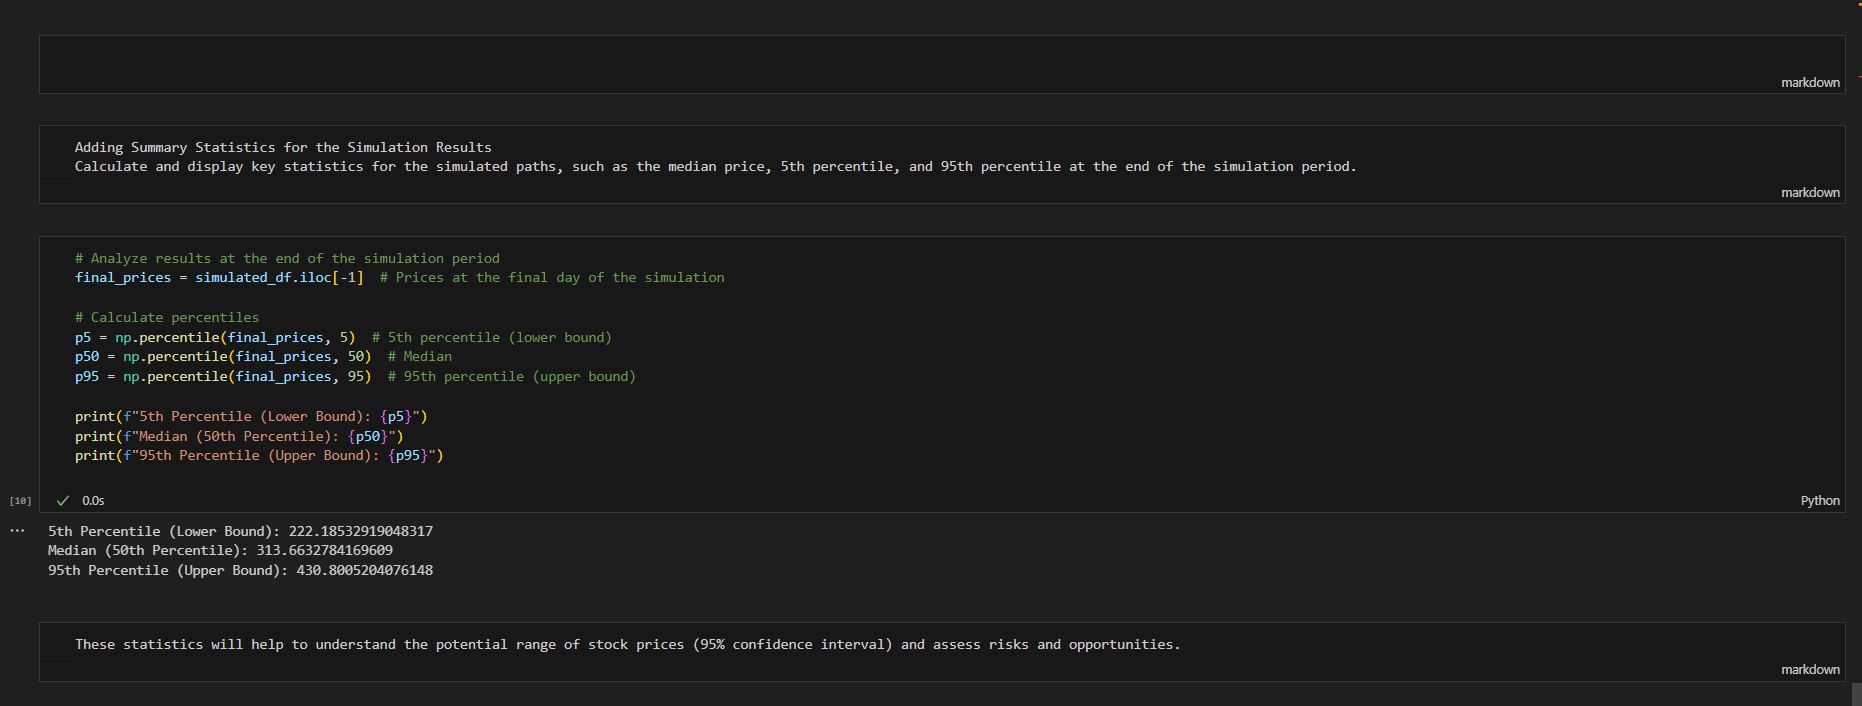 markdown
Adding Summary Statistics for the Simulation Results
Calculate and display key statistics for the simulated paths, such as the median price, 5th percentile, and 95th percentile at the end of the simulation period.
markdown
# Analyze results at the end of the simulation period
final_prices = simulated_df.iloc[-1]  # Prices at the final day of the simulation
# Calculate percentiles
p5 = np.percentile(final_prices, 5)  # 5th percentile (lower bound)
p50 = np.percentile(final_prices, 50)  # Median
p95 = np.percentile(final_prices, 95)  # 95th percentile (upper bound)
print(f"5th Percentile (Lower Bound): {p5}")
print(f"Median (50th Percentile): {p50}")
print(f"95th Percentile (Upper Bound): {p95}")
[10] 0.0s Python
5th Percentile (Lower Bound): 222.18532919048317
Median (50th Percentile): 313.6632784169609
95th Percentile (Upper Bound): 430.8005204076148
These statistics will help to understand the potential range of stock prices (95% confidence interval) and assess risks and opportunities.
markdown